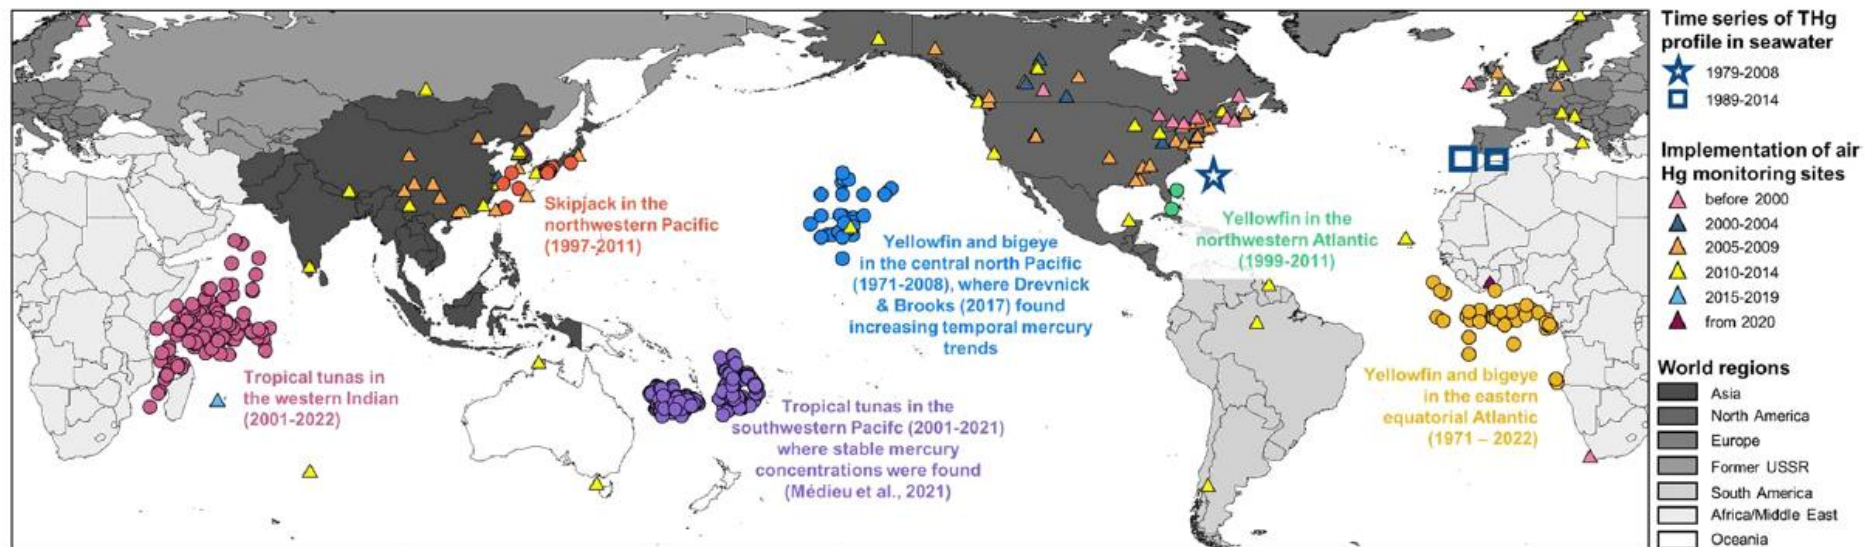 Skipjack in the
northwestern Pacific
(1997-2011)
Yellowfin and bigeye
in the central north Pacific
(1971-2008), where Drevnick
& Brooks (2017) found
increasing temporal mercury
trends
Yellowfin in the
northwestern Atlantic
(1999-2011)
Tropical tunas in
the western Indian
(2001-2022)
Tropical tunas in the
southwestern Pacifc (2001-2021)
where stable mercury
concentrations were found
(Médieu et al., 2021)
Yellowfin and bigeye
in the eastern
equatorial Atlantic
(1971 – 2022)
Time series of THg
profile in seawater
1979-2008
1989-2014
Implementation of air
Hg monitoring sites
before 2000
2000-2004
2005-2009
2010-2014
2015-2019
from 2020
World regions
Asia
North America
Europe
Former USSR
South America
Africa/Middle East
Oceania